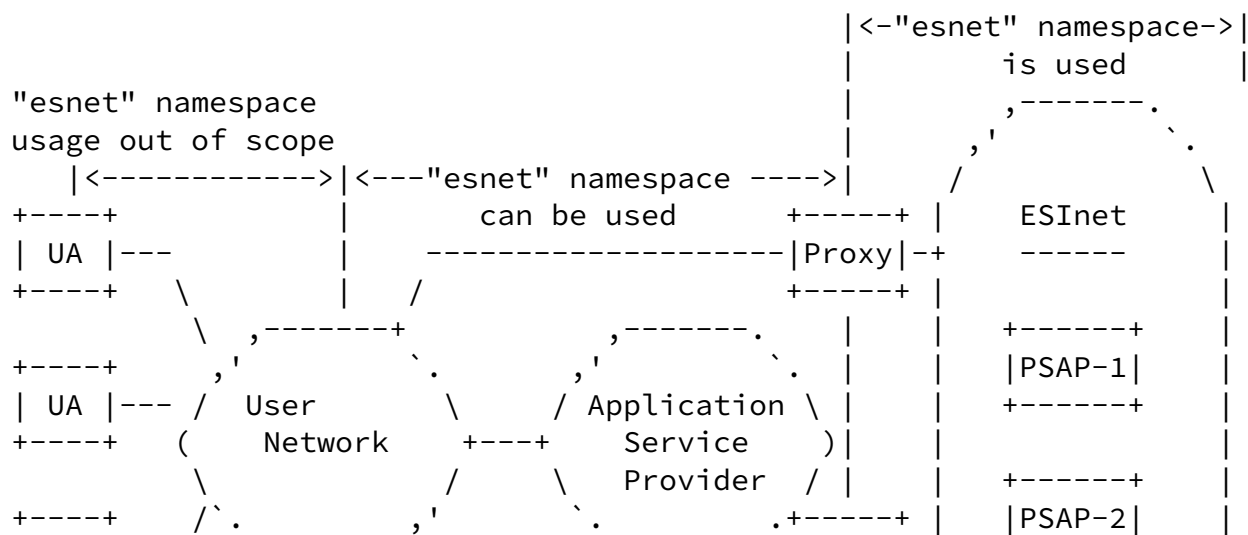 |<-"esnet" namespace->|
| is used |
"esnet" namespace | ,-------.
usage out of scope | ,' `.
|<------------>|<---"esnet" namespace ---->| / \
+----+ | can be used +-----+ | ESInet |
| UA |--- | --------------------|Proxy|-+ ------ |
+----+ \ | / +-----+ | |
\ ,-------+ ,-------. | | +------+ |
+----+ ,' `. ,' `. | | |PSAP-1| |
| UA |--- / User \ / Application \ | | +------+ |
+----+ ( Network +---+ Service )| | |
\ / \ Provider / | | +------+ |
+----+ /`. ,' `. .+-----+ | |PSAP-2| |